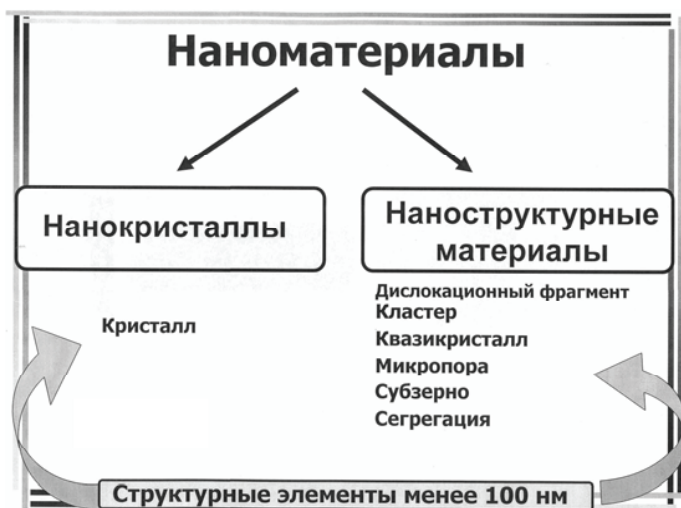 Наноматериалы
Нанокристаллы
Кристалл
Наноструктурные
материалы
Дислокационный фрагмент
Кластер
Квазикристалл
Микропора
Субзерно
Сегрегация
Структурные элементы менее 100 нм